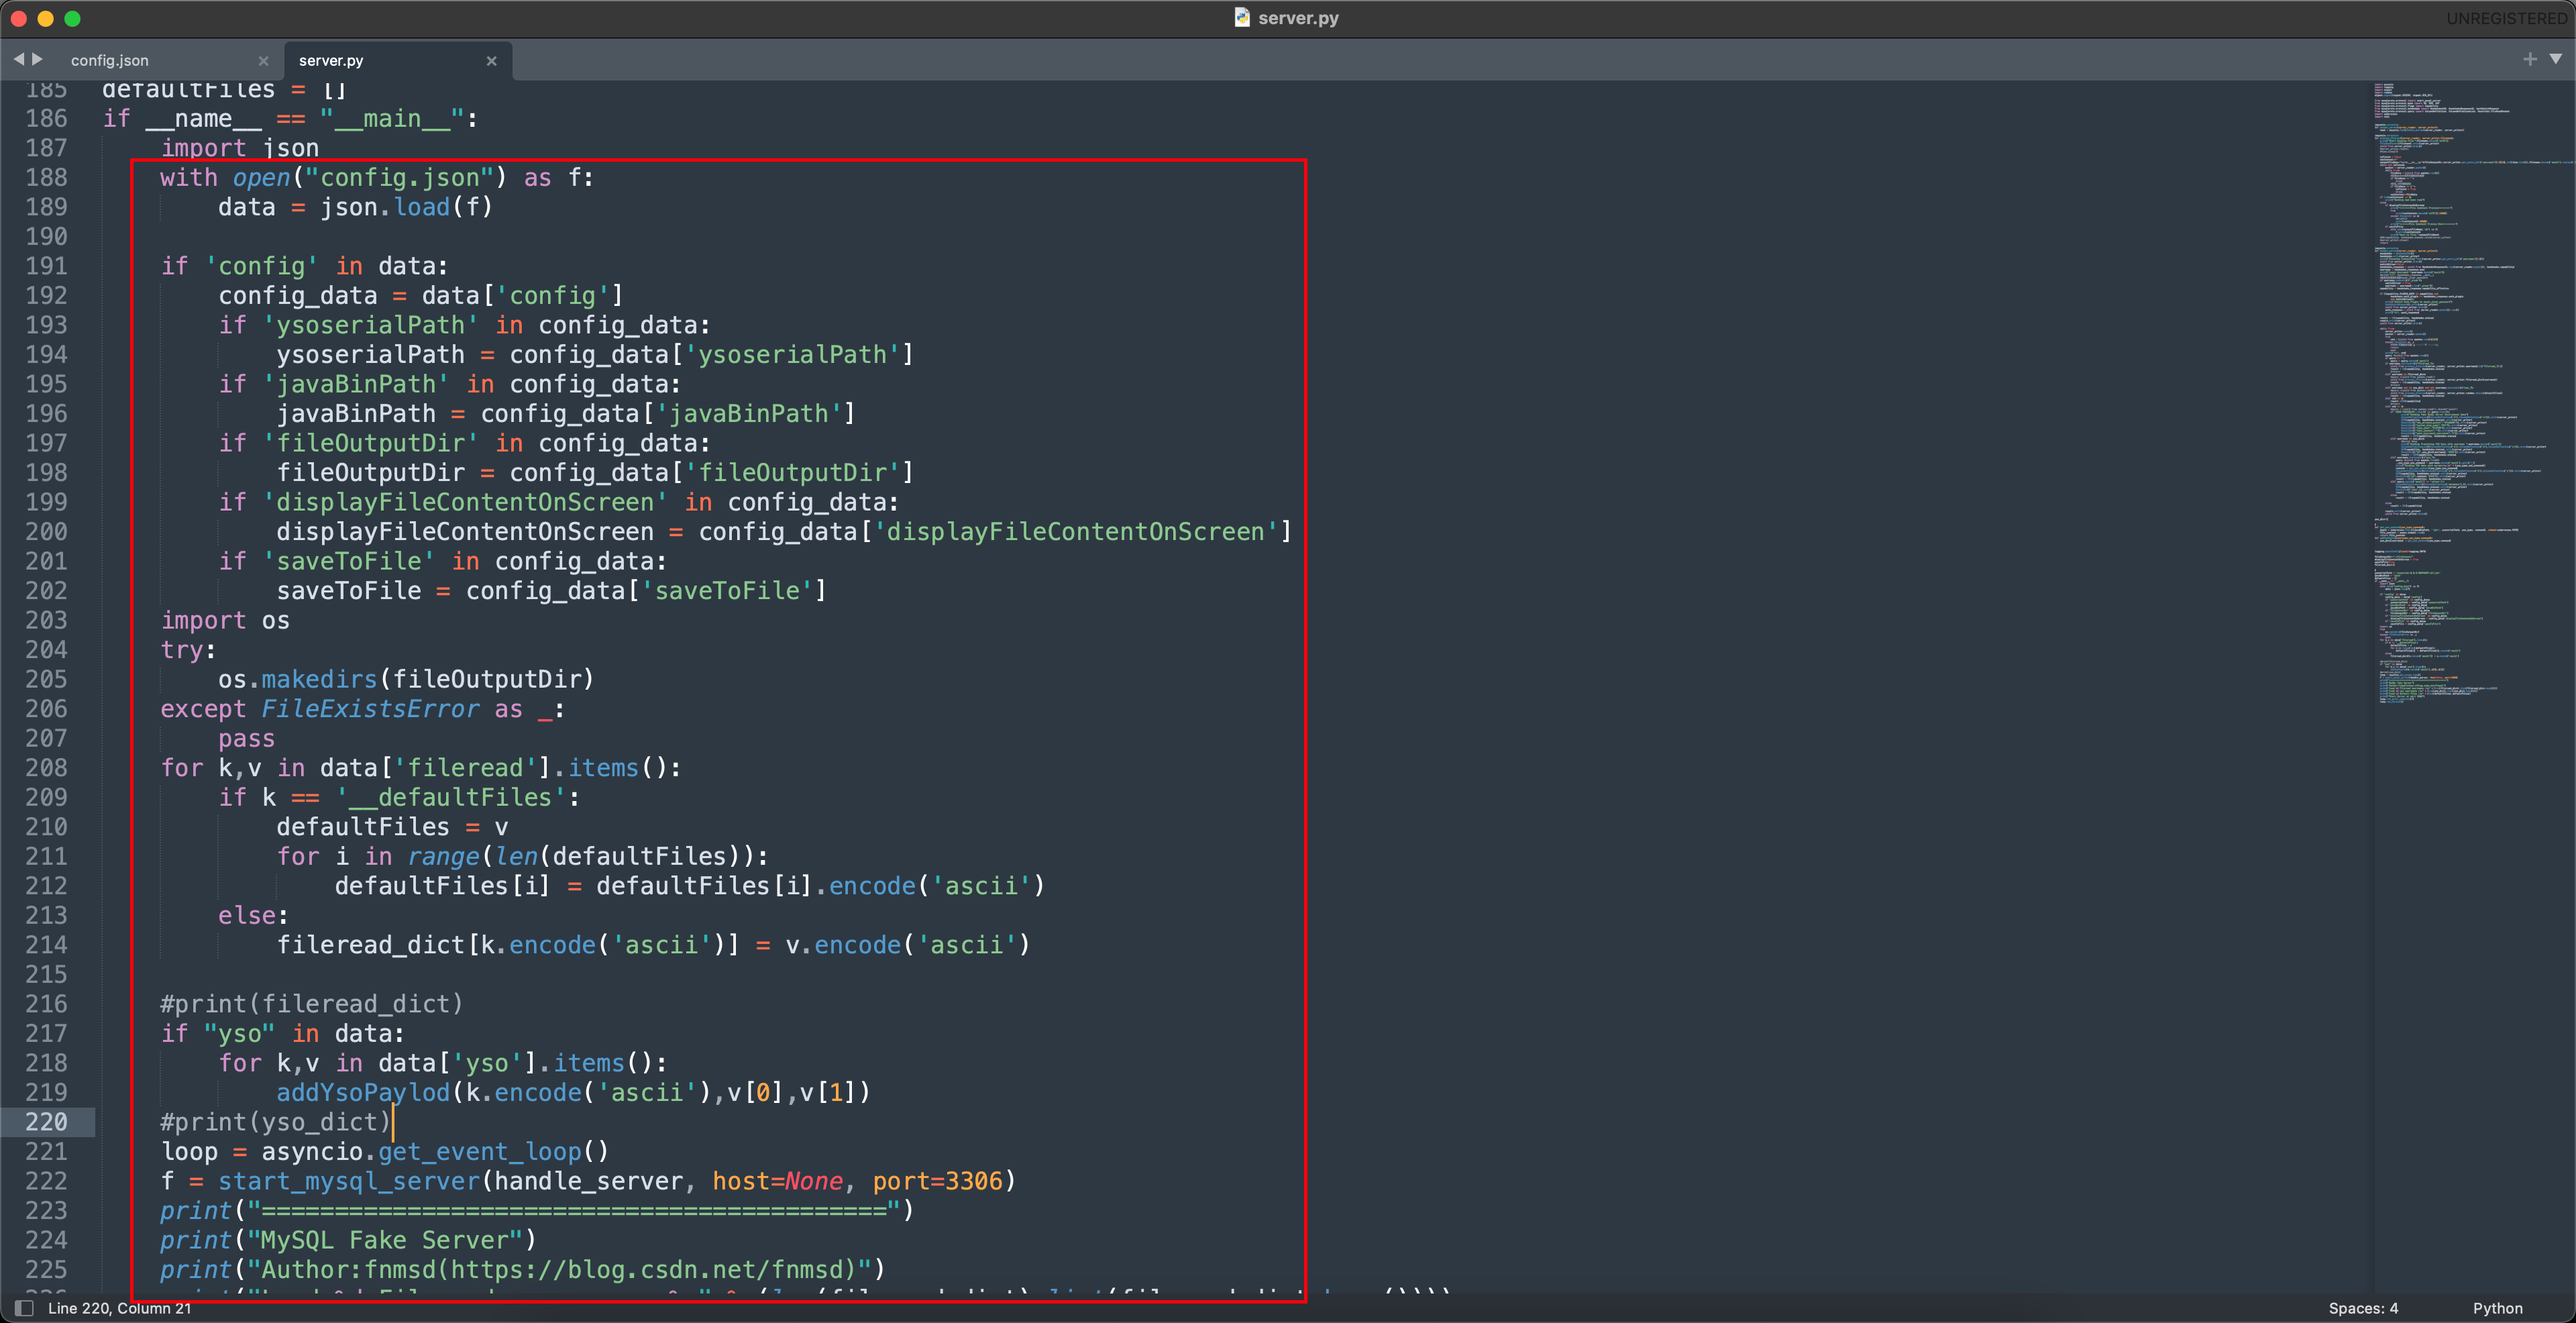 server.py
UNREGISTERED
config.json
server.py
185 defaultFiles = []
186 if __name__ == "__main__":
187     import json
188     with open("config.json") as f:
189         data = json.load(f)
190
191     if 'config' in data:
192         config_data = data['config']
193         if 'ysoserialPath' in config_data:
194             ysoserialPath = config_data['ysoserialPath']
195         if 'javaBinPath' in config_data:
196             javaBinPath = config_data['javaBinPath']
197         if 'fileOutputDir' in config_data:
198             fileOutputDir = config_data['fileOutputDir']
199         if 'displayFileContentOnScreen' in config_data:
200             displayFileContentOnScreen = config_data['displayFileContentOnScreen']
201         if 'saveToFile' in config_data:
202             saveToFile = config_data['saveToFile']
203     import os
204     try:
205         os.makedirs(fileOutputDir)
206     except FileExistsError as _:
207         pass
208     for k,v in data['fileread'].items():
209         if k == '__defaultFiles':
210             defaultFiles = v
211             for i in range(len(defaultFiles)):
212                 defaultFiles[i] = defaultFiles[i].encode('ascii')
213         else:
214             fileread_dict[k.encode('ascii')] = v.encode('ascii')
215
216     #print(fileread_dict)
217     if "yso" in data:
218         for k,v in data['yso'].items():
219             addYsoPaylod(k.encode('ascii'),v[0],v[1])
220     #print(yso_dict)
221     loop = asyncio.get_event_loop()
222     f = start_mysql_server(handle_server, host=None, port=3306)
223     print("===========================================")
224     print("MySQL Fake Server")
225     print("Author:fnmsd(https://blog.csdn.net/fnmsd)")
Line 220, Column 21
Spaces: 4
Python